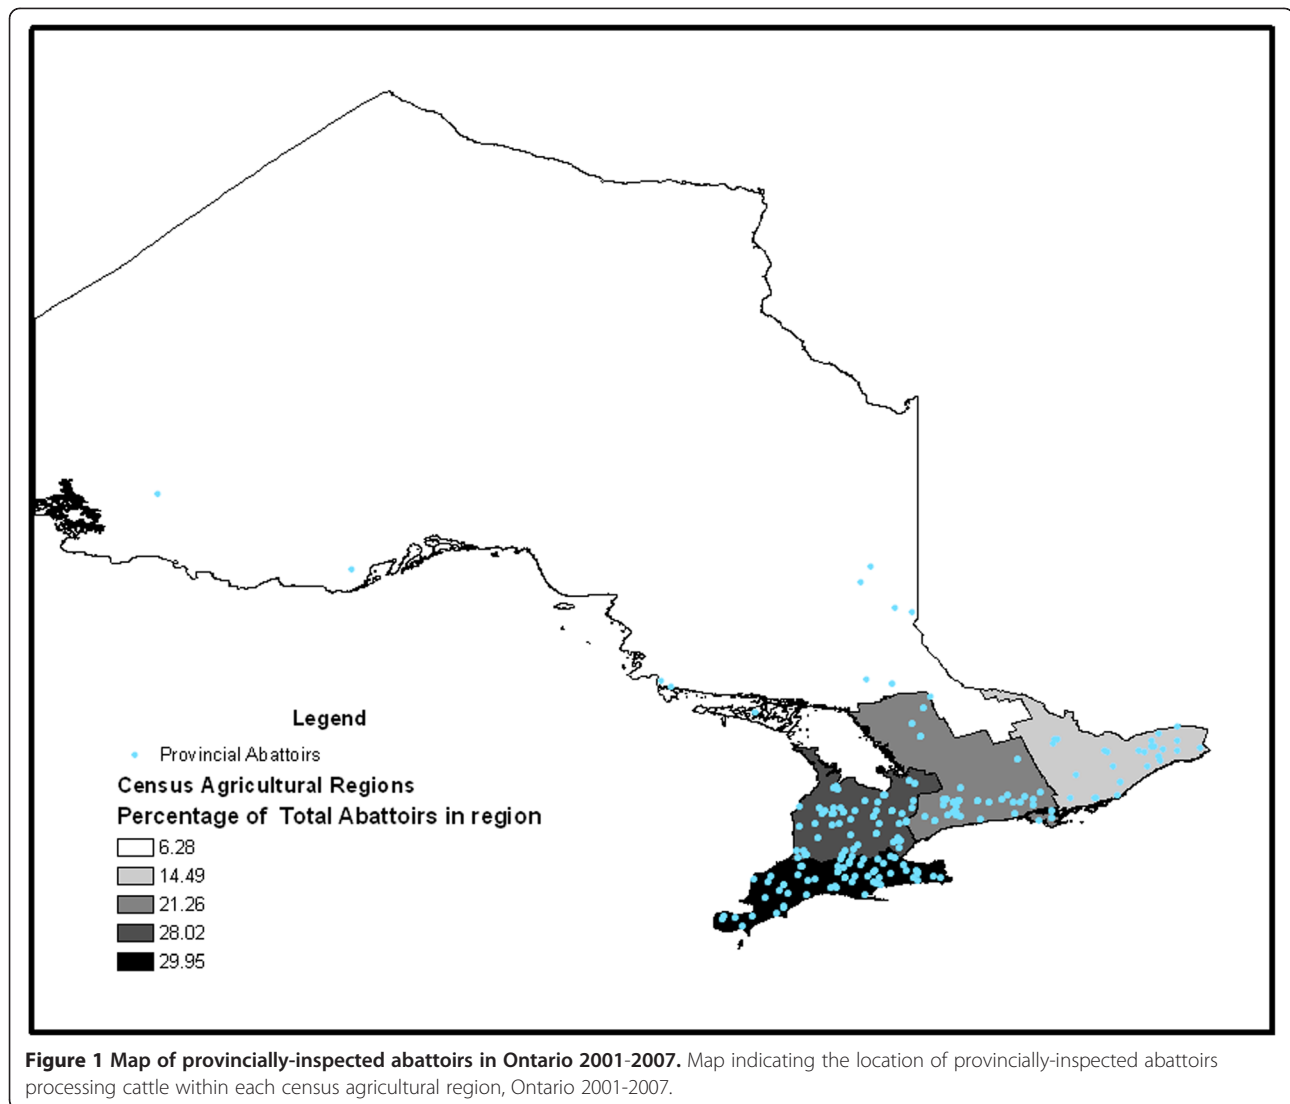 Legend
Provincial Abattoirs
Census Agricultural Regions
Percentage of Total Abattoirs in region
6.28
14.49
21.26
28.02
29.95
Figure 1 Map of provincially-inspected abattoirs in Ontario 2001-2007. Map indicating the location of provincially-inspected abattoirs
processing cattle within each census agricultural region, Ontario 2001-2007.